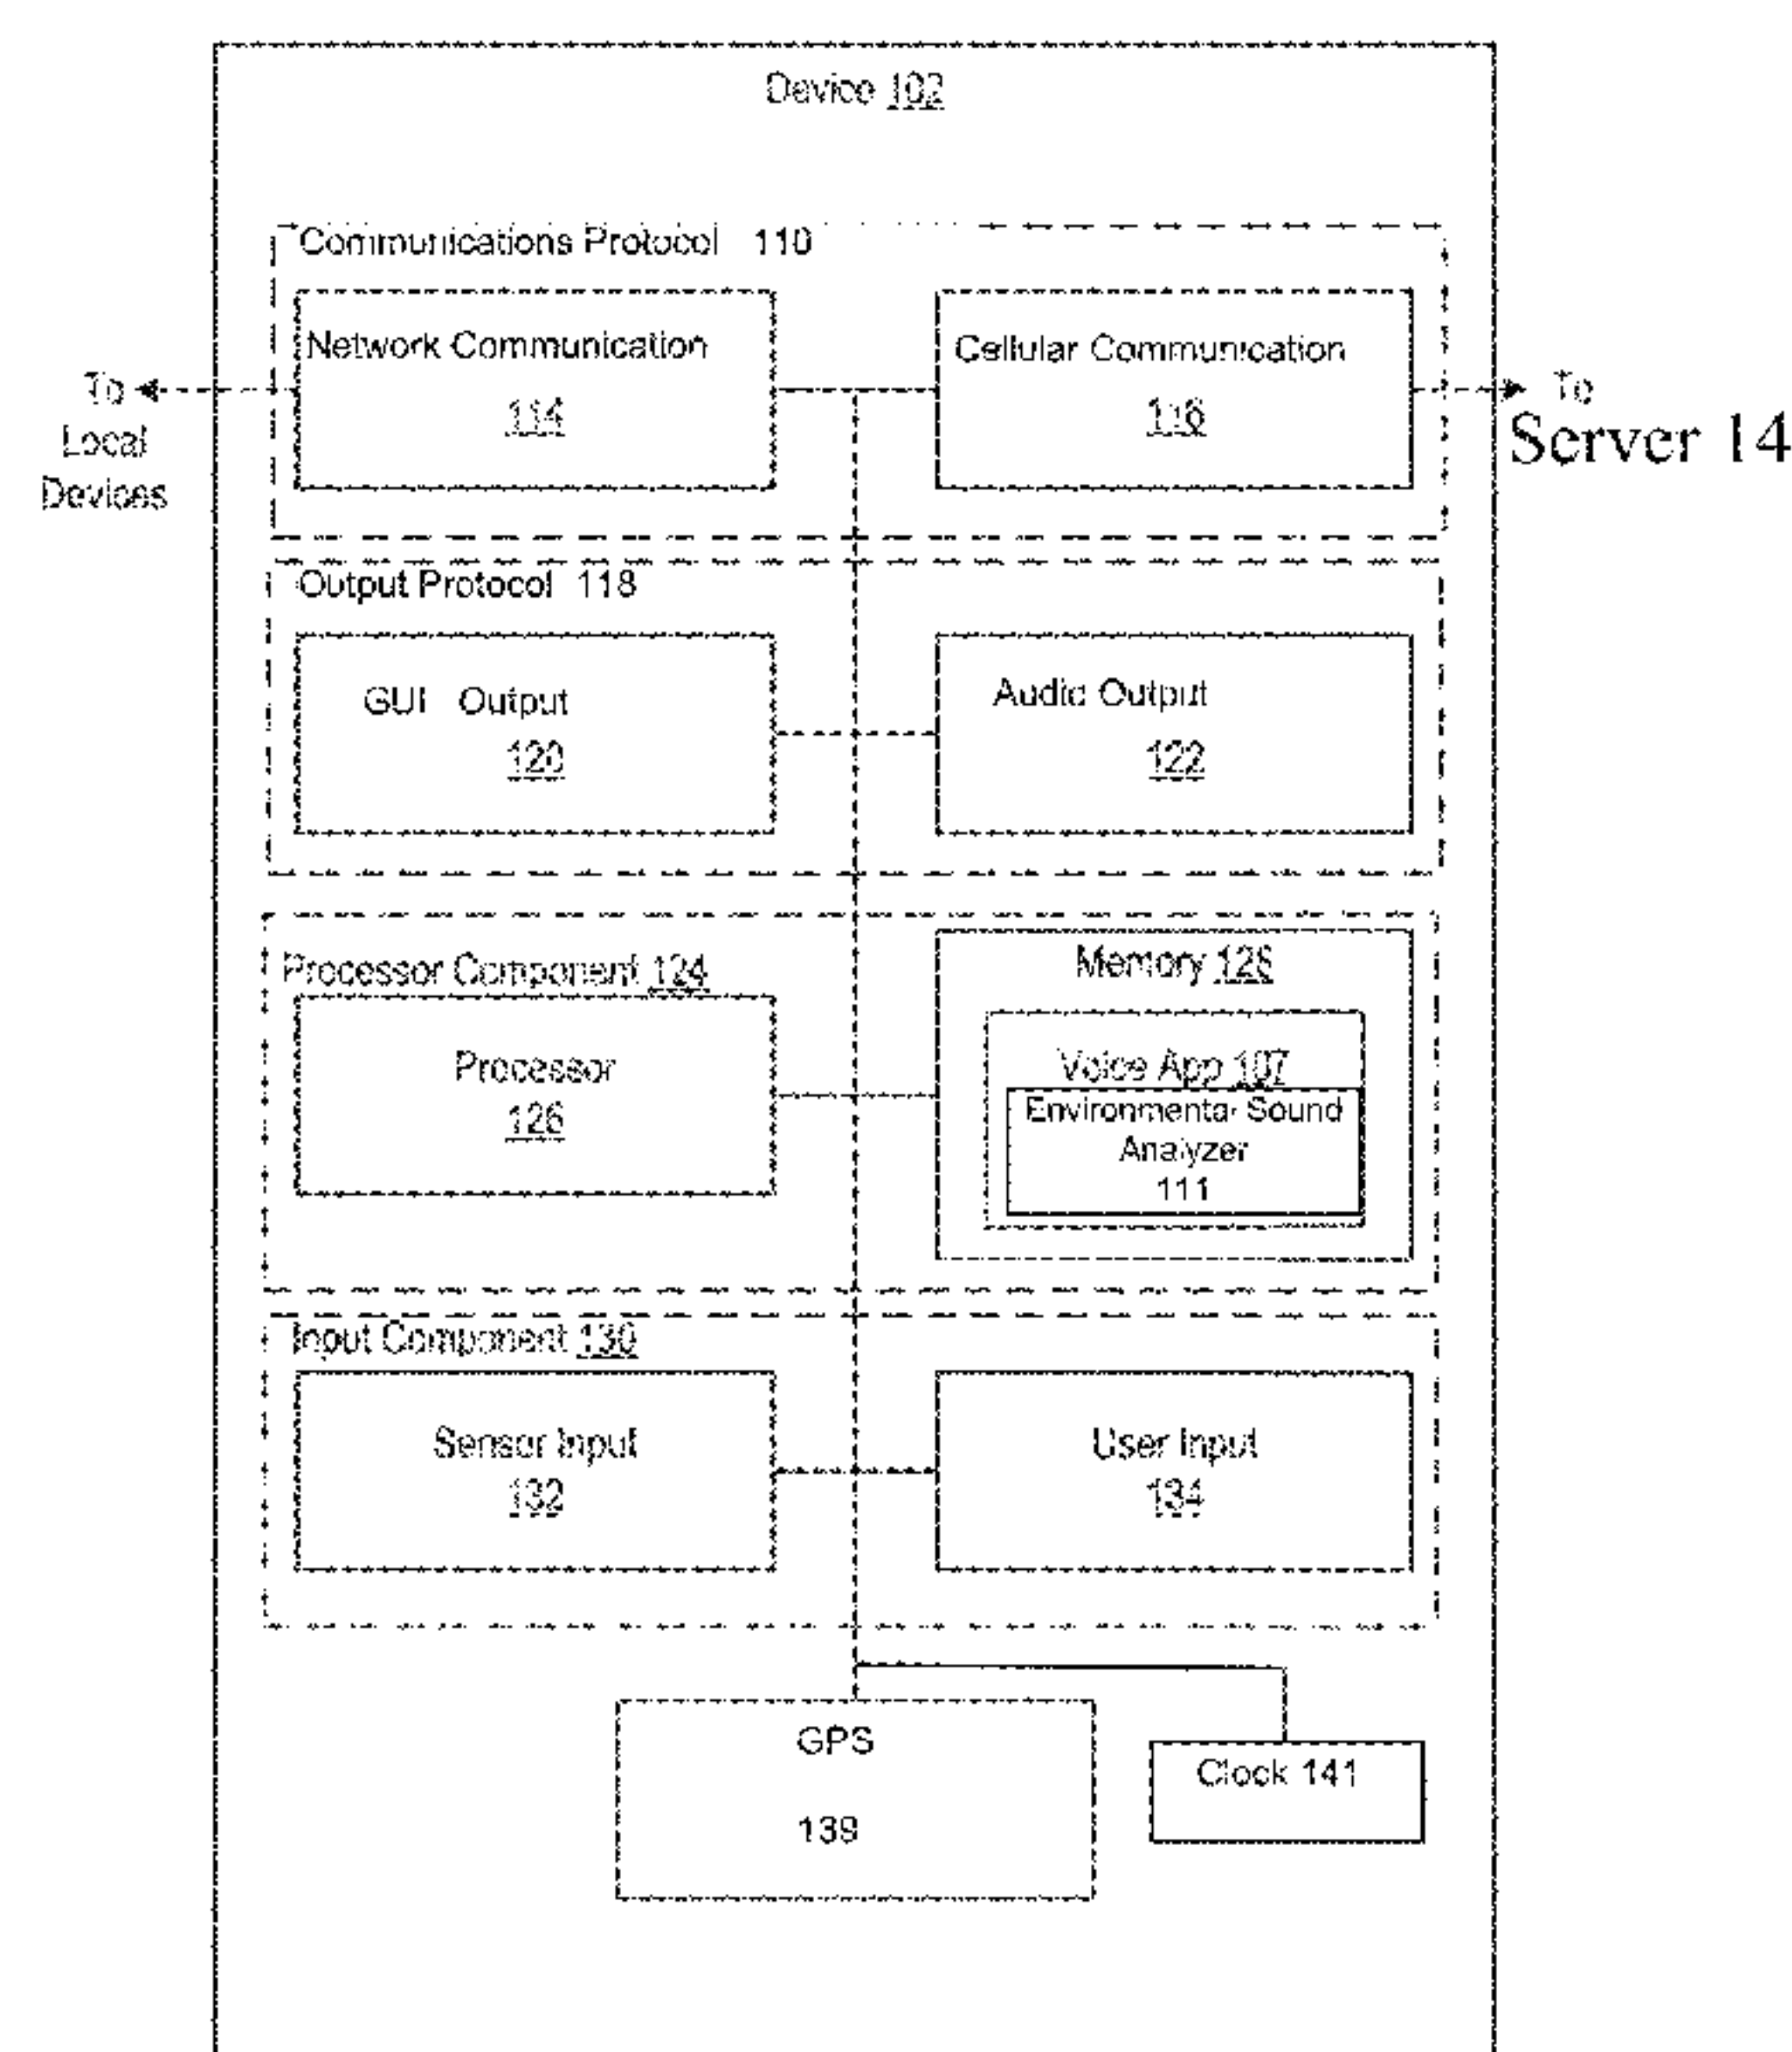 Device 102
Communications Protocol 110
Network Communication
114
Cellular Communication
116
To
Local
Devices
To
Server 14
Output Protocol 118
GUI Output
120
Audio Output
122
Processor Component 124
Processor
126
Memory 128
Voice App 107
Environmental Sound
Analyzer
111
Input Component 130
Sensor Input
132
User Input
134
GPS
139
Clock 141